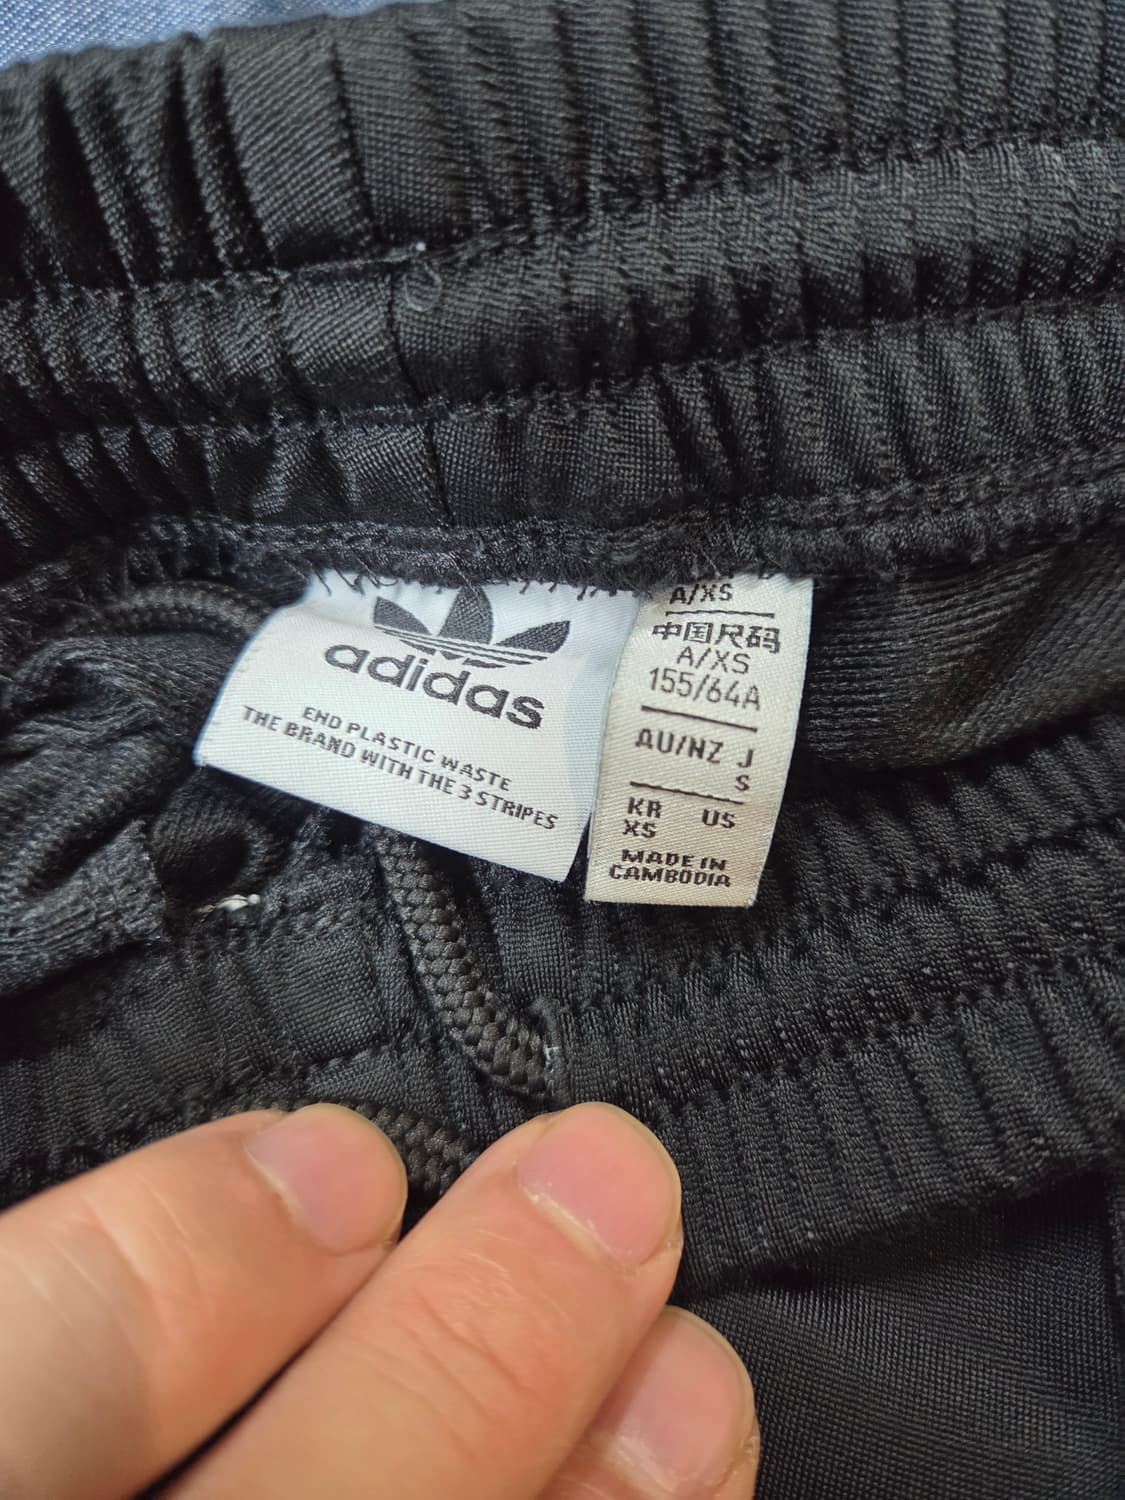 adidas
END PLASTIC WASTE
THE BRAND WITH THE 3 STRIPES
A/XS
中国尺码
A/XS
155/64A
AU/NZ J
S
KR US
XS
MADE IN
CAMBODIA